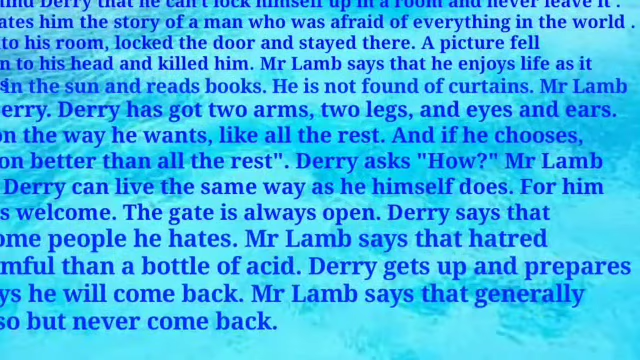 Derry that he can't lock himself up in a room and never leave it .
ates him the story of a man who was afraid of everything in the world .
to his room, locked the door and stayed there. A picture fell
n to his head and killed him. Mr Lamb says that he enjoys life as it
in the sun and reads books. He is not found of curtains. Mr Lamb
erry. Derry has got two arms, two legs, and eyes and ears.
on the way he wants, like all the rest. And if he chooses,
on better than all the rest". Derry asks "How?" Mr Lamb
Derry can live the same way as he himself does. For him
s welcome. The gate is always open. Derry says that
ome people he hates. Mr Lamb says that hatred
mful than a bottle of acid. Derry gets up and prepares
ys he will come back. Mr Lamb says that generally
so but never come back.